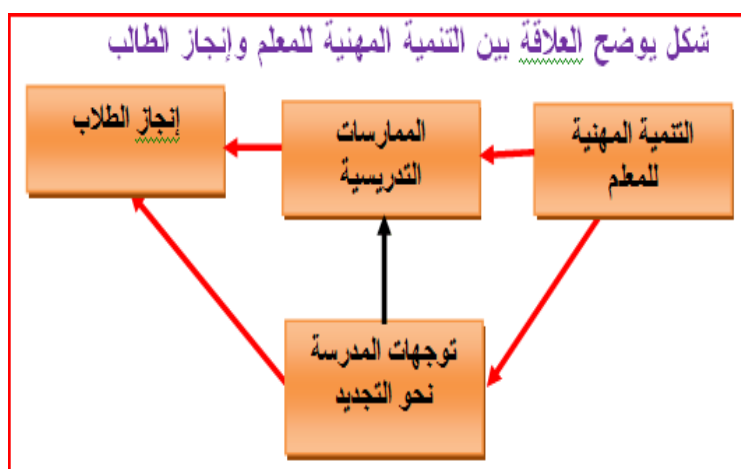 شكل يوضح العلاقة بين التنمية المهنية للمعلم وإنجاز الطالب
التنمية المهنية
للمعلم
الممارسات
التدريسية
إنجاز الطلاب
توجهات المدرسة
نحو التجديد